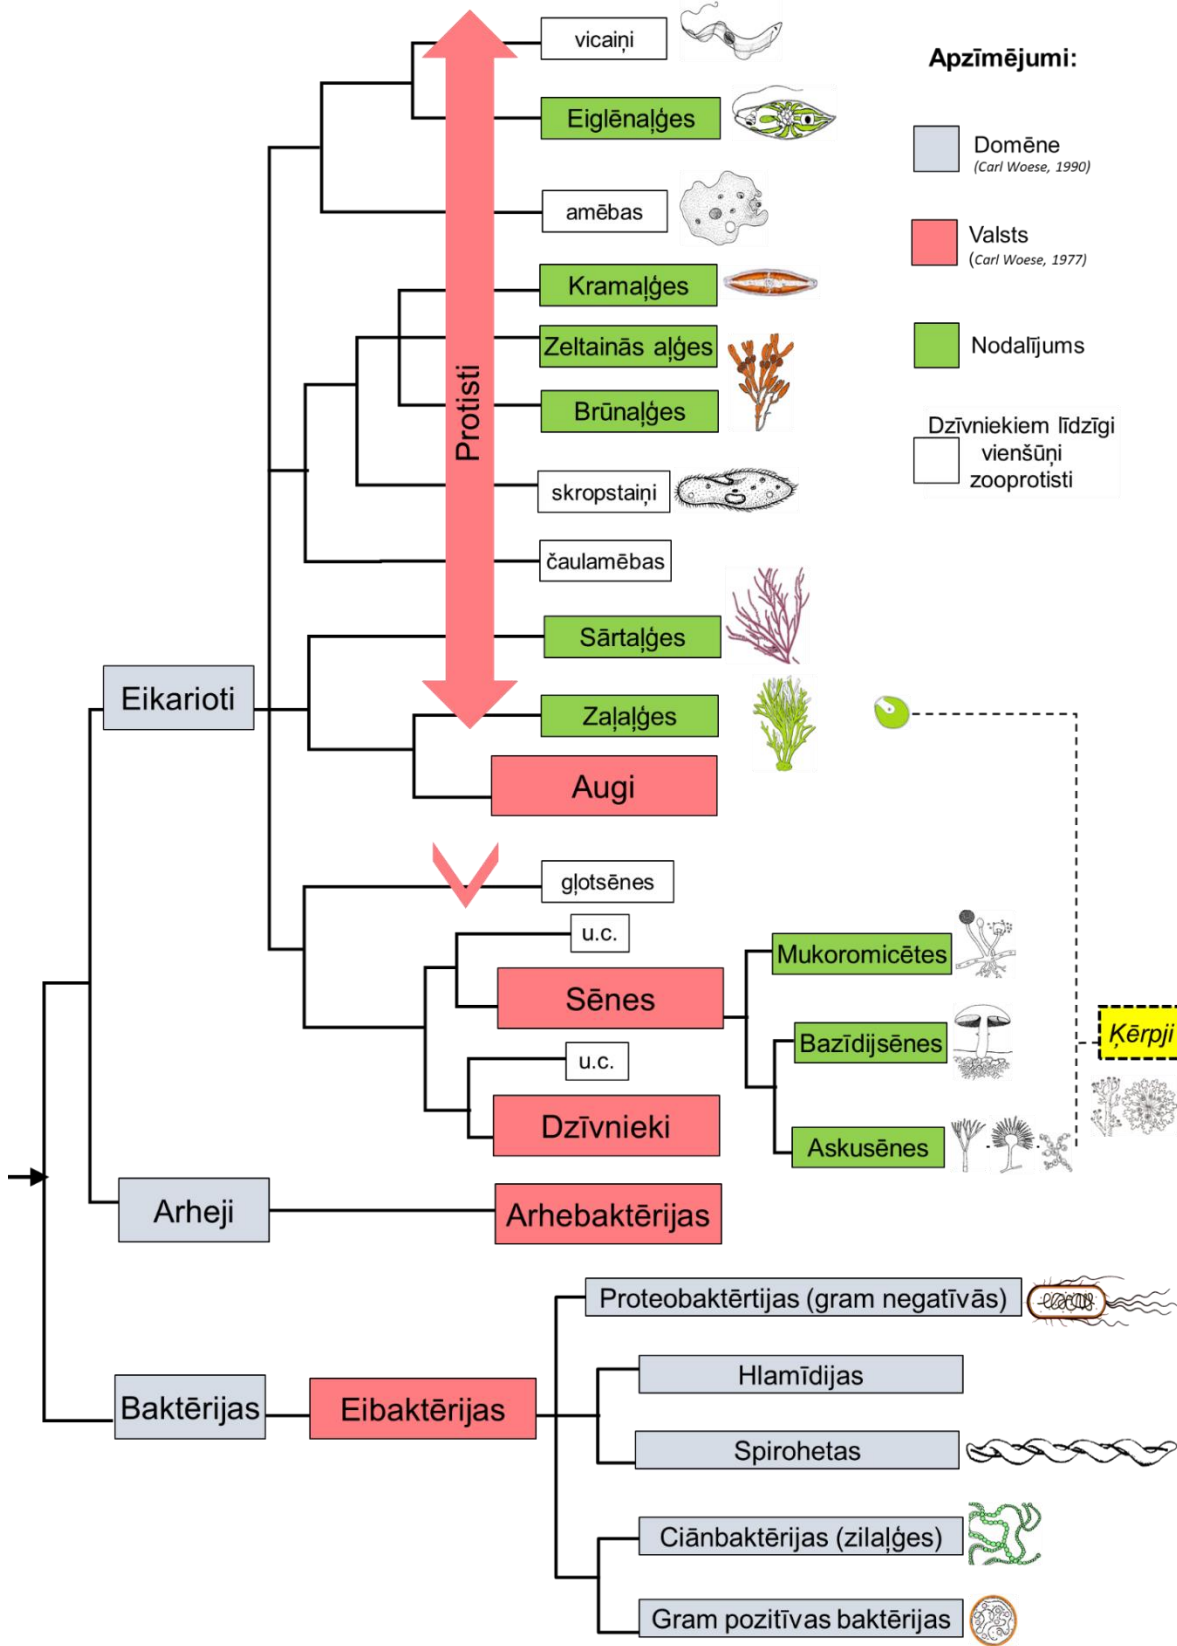 vicaiņi
Apzīmējumi:
Eiglēnaļģes
Domēne
(Carl Woese, 1990)
amēbas
Valsts
(Carl Woese, 1977)
Kramaļģes
Zeltainās aļģes
Nodalījums
Protisti
Brūnaļģes
Dzīvniekiem līdzīgi
vienšūņi
zooprotisti
skropstaiņi
čaulamēbas
Sārtaļģes
Eikarioti
Zaļaļģes
Augi
gļotsēnes
u.c.
Mukoromicētes
Sēnes
Bazīdijsēnes
Ķērpji
u.c.
Dzīvnieki
Askusēnes
Arheji
Arhebaktērijas
Proteobaktērtijas (gram negatīvās)
Hlamīdijas
Baktērijas
Eibaktērijas
Spirohetas
Ciānbaktērijas (zilaļģes)
Gram pozitīvas baktērijas